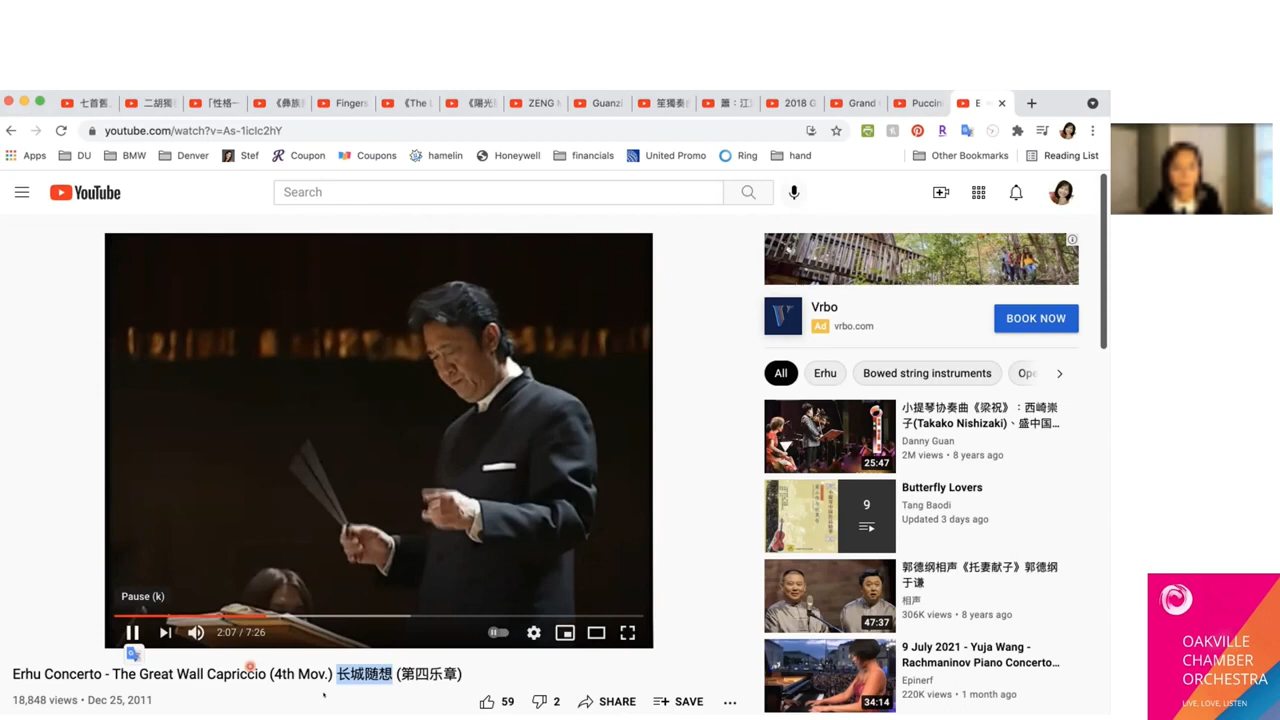 七首舊
二胡獨
「性格一
《彝族
Fingers
《The L
《陽光
ZENG M
Guanzi
笙獨奏
簫：江
2018 G
Grand
Puccin
E
youtube.com/watch?v=As-1icIc2hY
Apps
DU
BMW
Denver
Stef
Coupon
Coupons
hamelin
Honeywell
financials
United Promo
Ring
hand
Other Bookmarks
Reading List
YouTube
Search
Vrbo
Ad vrbo.com
BOOK NOW
All
Erhu
Bowed string instruments
Ope
小提琴协奏曲《梁祝》：西崎崇
子(Takako Nishizaki)、盛中国...
Danny Guan
2M views • 8 years ago
25:47
Butterfly Lovers
Tang Baodi
Updated 3 days ago
9
郭德纲相声《托妻献子》郭德纲
于谦
相声
306K views • 8 years ago
47:37
9 July 2021 - Yuja Wang -
Rachmaninov Piano Concerto...
Epinerf
220K views • 1 month ago
34:14
Pause (k)
2:07 / 7:26
Erhu Concerto - The Great Wall Capriccio (4th Mov.) 长城随想 (第四乐章)
18,848 views • Dec 25, 2011
59
2
SHARE
SAVE
OAKVILLE
CHAMBER
ORCHESTRA
LIVE, LOVE, LISTEN